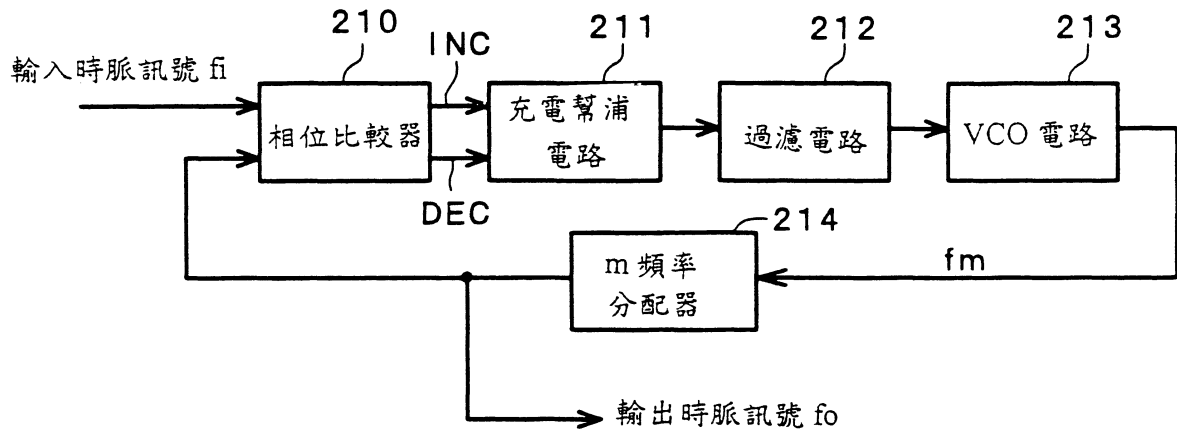 210
211
212
213
輸入時脈訊號 fi
INC
相位比較器
充電幫浦
電路
過濾電路
VCO 電路
DEC
214
m 頻率
分配器
fm
輸出時脈訊號 fo